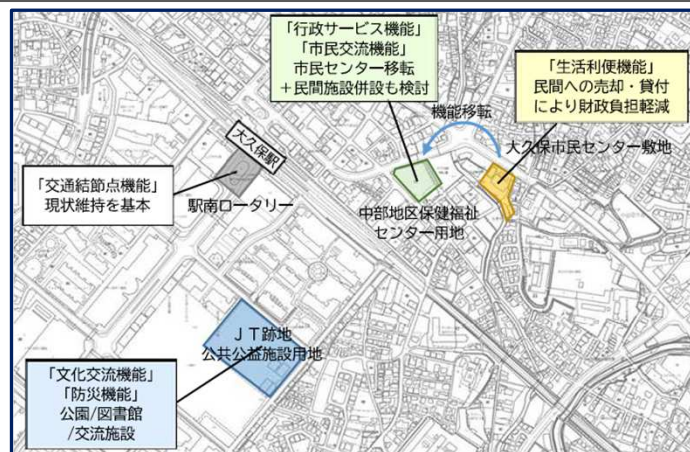 「行政サービス機能」
「市民交流機能」
市民センター移転
＋民間施設併設も検討
「生活利便機能」
民間への売却・貸付
により財政負担軽減
機能移転
大久保市民センター敷地
大久保駅
「交通結節点機能」
現状維持を基本
駅南ロータリー
中部地区保健福祉
センター用地
ＪＴ跡地
公共公益施設用地
「文化交流機能」
「防災機能」
公園/図書館
/交流施設